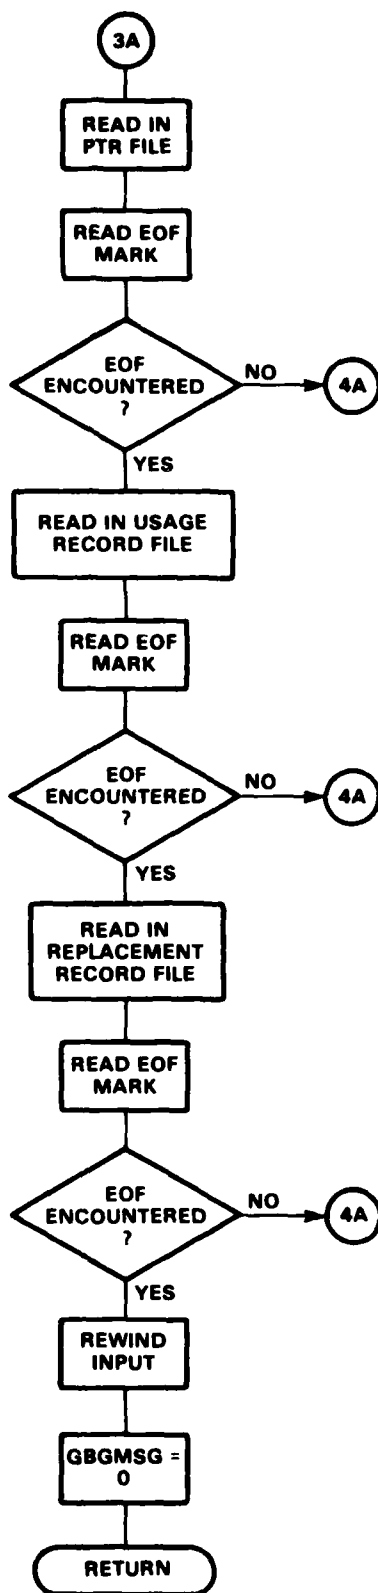 3A
READ IN
PTR FILE
READ EOF
MARK
EOF
ENCOUNTERED
?
NO
4A
YES
READ IN USAGE
RECORD FILE
READ EOF
MARK
EOF
ENCOUNTERED
?
NO
4A
YES
READ IN
REPLACEMENT
RECORD FILE
READ EOF
MARK
EOF
ENCOUNTERED
?
NO
4A
YES
REWIND
INPUT
GBGMSG =
0
RETURN